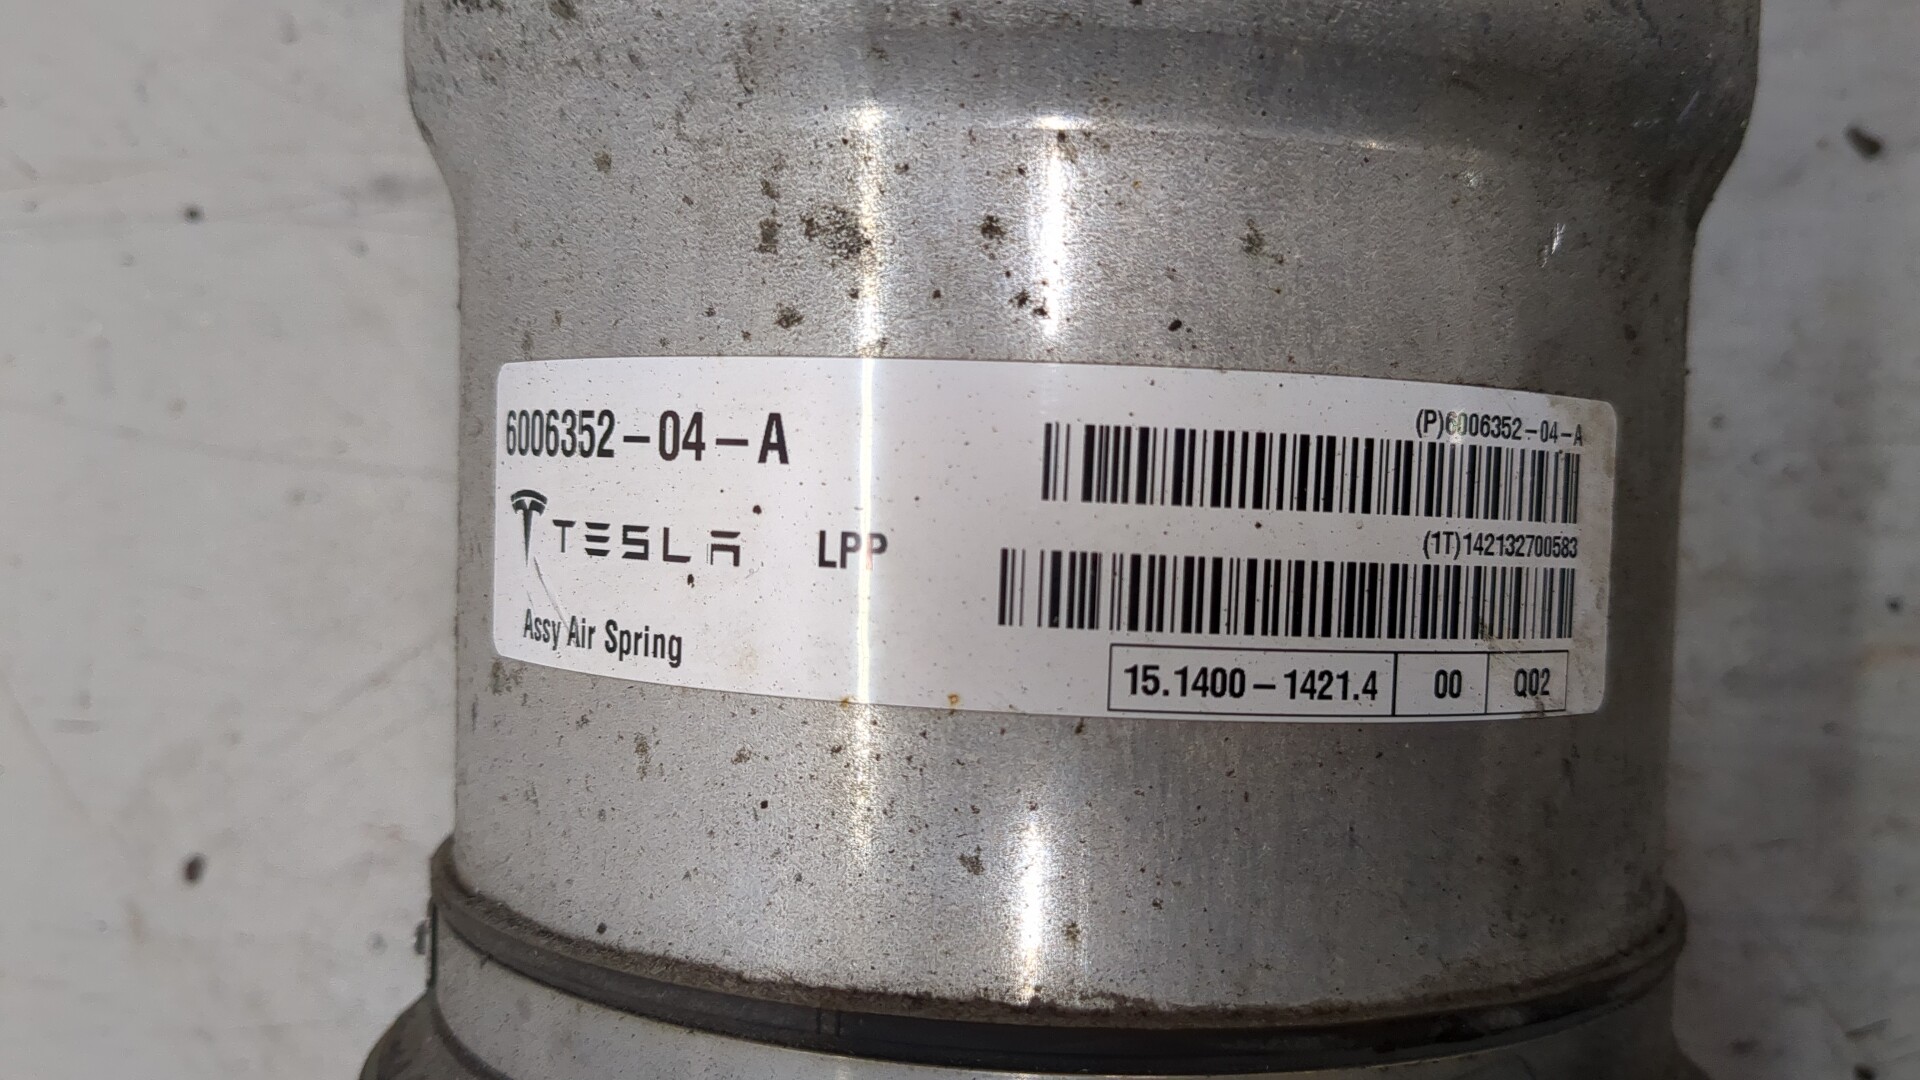 6006352-04-A
TESLA LPP
Assy Air Spring
(P)6006352-04-A
(1T)142132700583
15.1400-1421.4 00 Q02